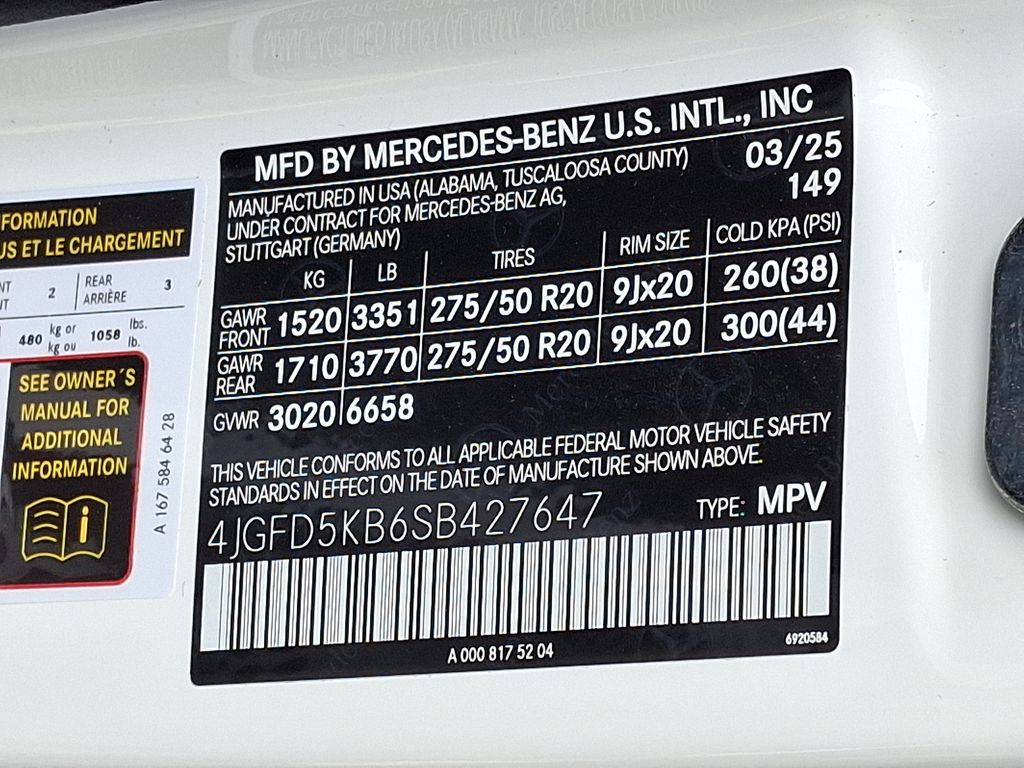 MFD BY MERCEDES-BENZ U.S. INTL., INC
MANUFACTURED IN USA (ALABAMA, TUSCALOOSA COUNTY) 03/25
UNDER CONTRACT FOR MERCEDES-BENZ AG, 149
STUTTGART (GERMANY)
KG LB TIRES RIM SIZE COLD KPA (PSI)
GAWR FRONT 1520 3351 275/50 R20 9Jx20 260(38)
GAWR REAR 1710 3770 275/50 R20 9Jx20 300(44)
GVWR 3020 6658
THIS VEHICLE CONFORMS TO ALL APPLICABLE FEDERAL MOTOR VEHICLE SAFETY
STANDARDS IN EFFECT ON THE DATE OF MANUFACTURE SHOWN ABOVE.
4JGFD5KB6SB427647 TYPE: MPV
6920584
A 000 817 52 04
FORMATION
US ET LE CHARGEMENT
NT 2 REAR 3
T ARRIÈRE
480 kg or 1058 lbs.
kg ou lb.
SEE OWNER´S
MANUAL FOR
ADDITIONAL
INFORMATION
i
A 167 584 64 28